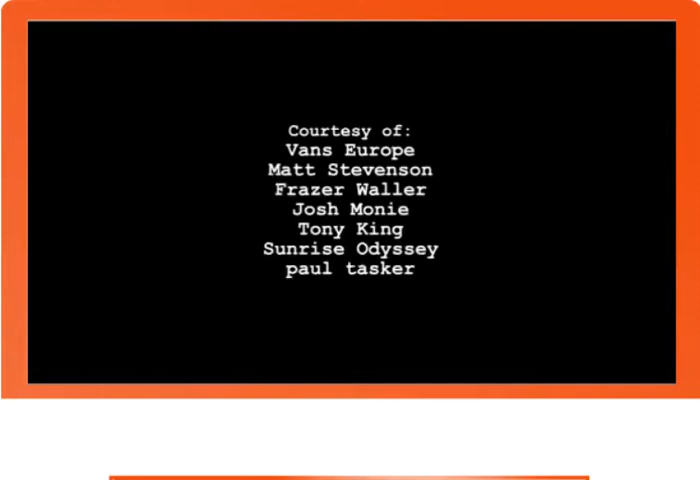 Courtesy of:
Vans Europe
Matt Stevenson
Frazer Waller
Josh Monie
Tony King
Sunrise Odyssey
paul tasker